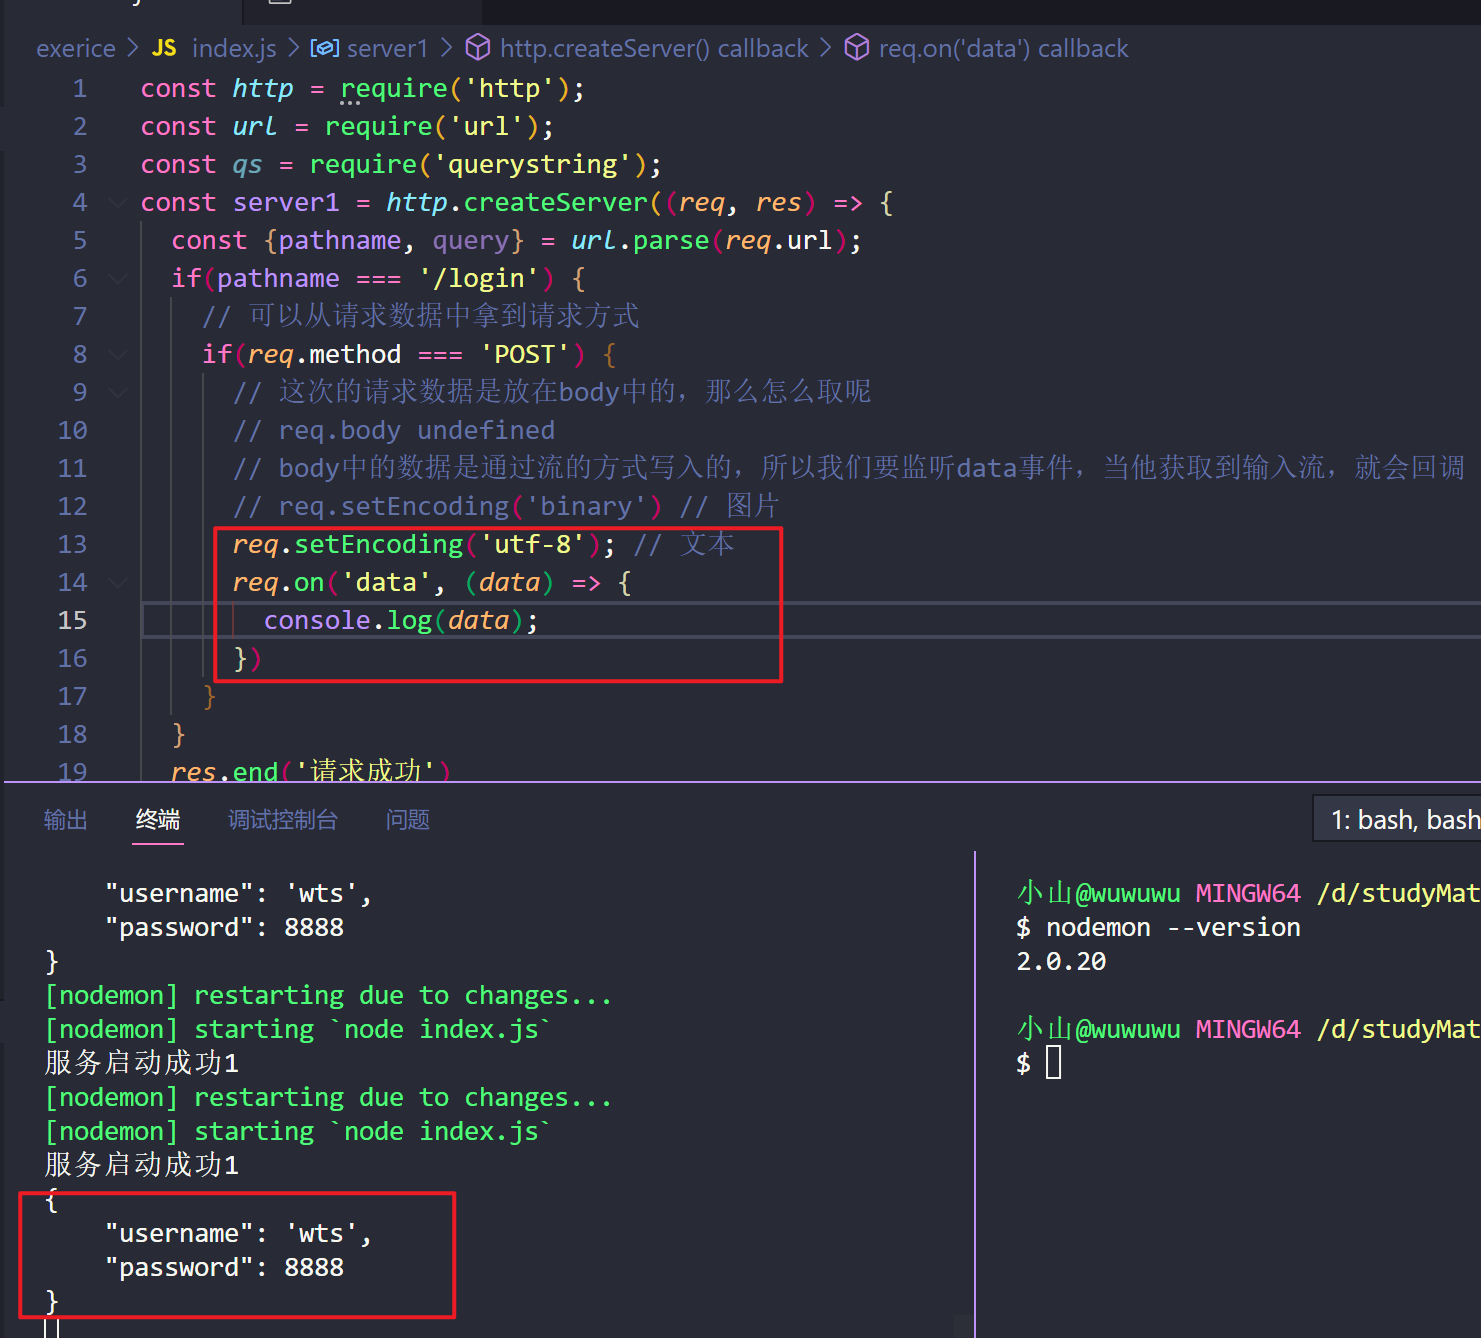 exerice > JS index.js > server1 > http.createServer() callback > req.on('data') callback
1 const http = require('http');
2 const url = require('url');
3 const qs = require('querystring');
4 const server1 = http.createServer((req, res) => {
5 const {pathname, query} = url.parse(req.url);
6 if(pathname === '/login') {
7 // 可以从请求数据中拿到请求方式
8 if(req.method === 'POST') {
9 // 这次的请求数据是放在body中的，那么怎么取呢
10 // req.body undefined
11 // body中的数据是通过流的方式写入的，所以我们要监听data事件，当他获取到输入流，就会回调
12 // req.setEncoding('binary') // 图片
13 req.setEncoding('utf-8'); // 文本
14 req.on('data', (data) => {
15 console.log(data);
16 })
17 }
18 }
19 res.end('请求成功')
输出 终端 调试控制台 问题 1: bash, bash
"username": 'wts',
"password": 8888
}
[nodemon] restarting due to changes...
[nodemon] starting `node index.js`
服务启动成功1
[nodemon] restarting due to changes...
[nodemon] starting `node index.js`
服务启动成功1
{
"username": 'wts',
"password": 8888
}
小山@wuwuwu MINGW64 /d/studyMat
$ nodemon --version
2.0.20
小山@wuwuwu MINGW64 /d/studyMat
$